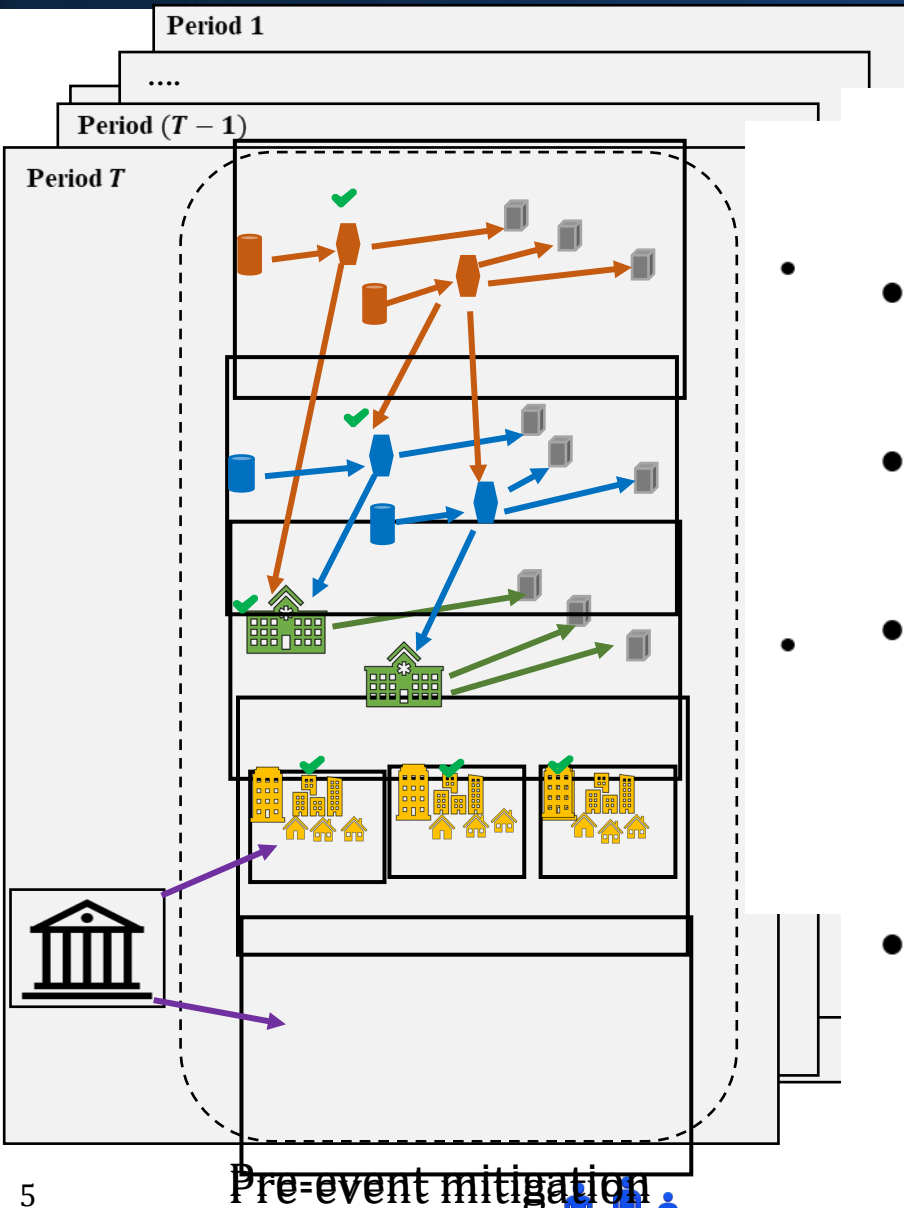 Period 1
....
Period (T − 1)
Period T
5
Pre-event mitigation